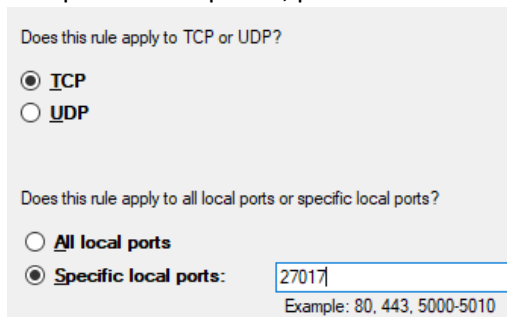 Does this rule apply to TCP or UDP?
TCP
UDP
Does this rule apply to all local ports or specific local ports?
All local ports
Specific local ports: 27017
Example: 80, 443, 5000-5010